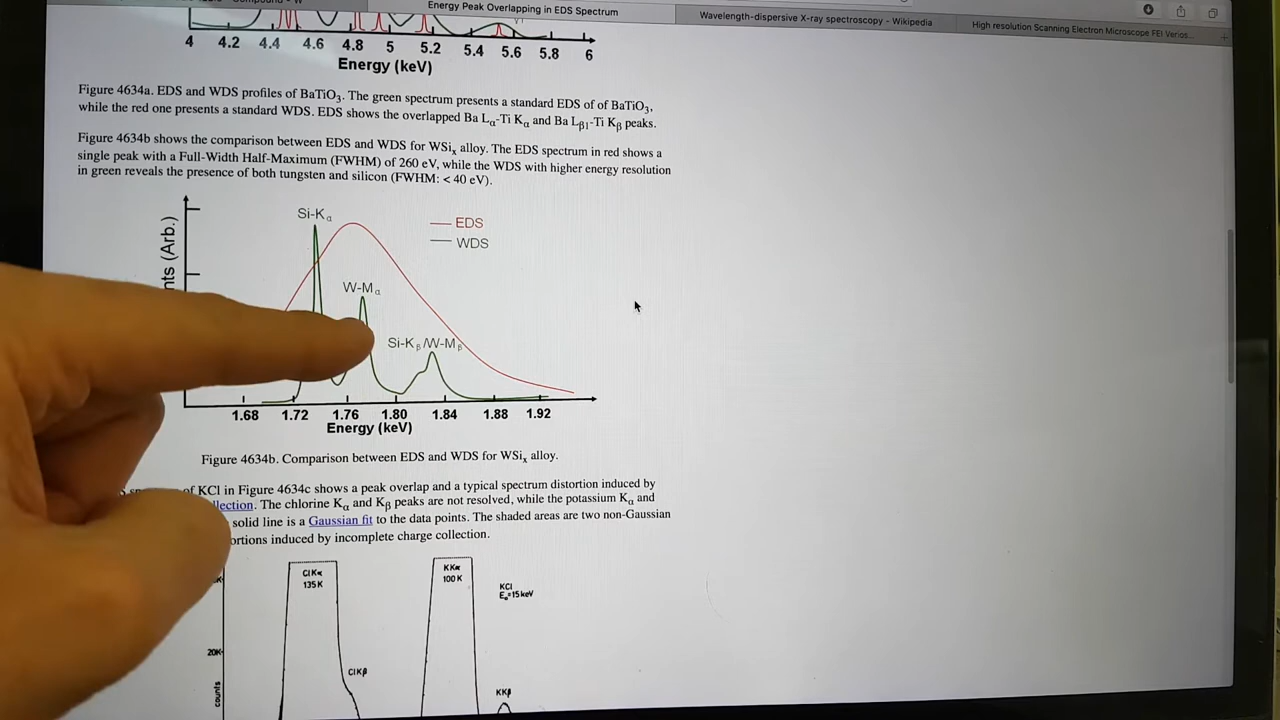 Energy Peak Overlapping in EDS Spectrum
Wavelength-dispersive X-ray spectroscopy - Wikipedia
High resolution Scanning Electron Microscope FEI Verios...
4 4.2 4.4 4.6 4.8 5 5.2 5.4 5.6 5.8 6
Energy (keV)
Figure 4634a. EDS and WDS profiles of BaTiO3. The green spectrum presents a standard EDS of of BaTiO3,
while the red one presents a standard WDS. EDS shows the overlapped Ba Lα-Ti Kα and Ba Lβ1-Ti Kβ peaks.
Figure 4634b shows the comparison between EDS and WDS for WSix alloy. The EDS spectrum in red shows a
single peak with a Full-Width Half-Maximum (FWHM) of 260 eV, while the WDS with higher energy resolution
in green reveals the presence of both tungsten and silicon (FWHM: < 40 eV).
Si-Kα
EDS
WDS
(Arb.)
W-Mα
Si-Kβ/W-Mβ
1.68 1.72 1.76 1.80 1.84 1.88 1.92
Energy (keV)
Figure 4634b. Comparison between EDS and WDS for WSix alloy.
of KCl in Figure 4634c shows a peak overlap and a typical spectrum distortion induced by
The chlorine Kα and Kβ peaks are not resolved, while the potassium Kα and
solid line is a Gaussian fit to the data points. The shaded areas are two non-Gaussian
induced by incomplete charge collection.
ClKα
135K
KKα
100K
KCl
E₀=15keV
20K
ClKβ
KKβ
counts